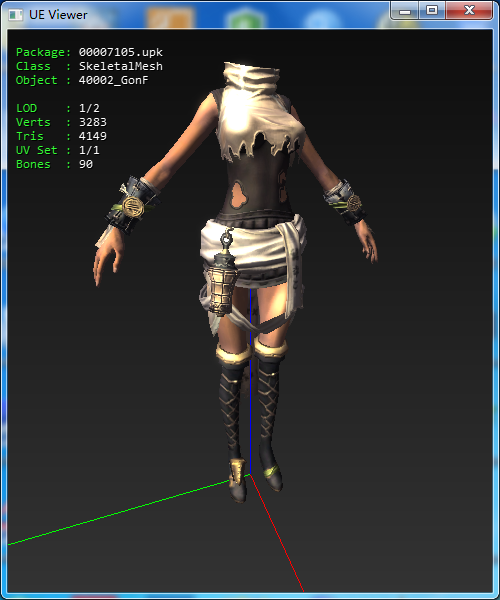 UE Viewer
Package: 00007105.upk
Class : SkeletalMesh
Object : 40002_GonF
LOD : 1/2
Verts : 3283
Tris : 4149
UV Set : 1/1
Bones : 90